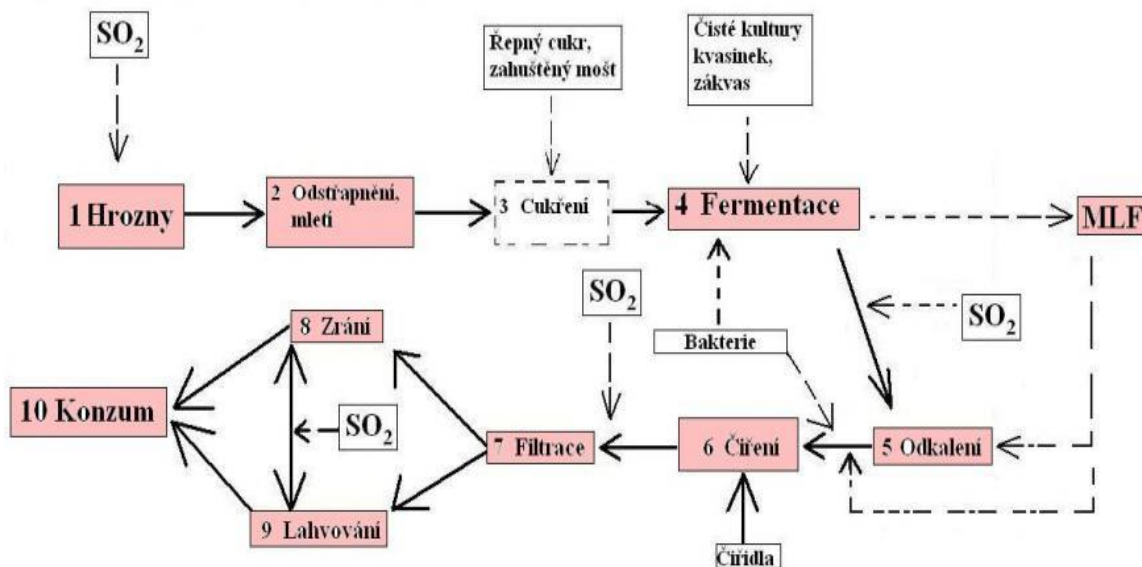 SO₂
Řepný cukr,
zahuštěný mošt
Čisté kultury
kvasinek,
zákvas
1 Hrozny
2 Odstřapnění,
mletí
3 Cukření
4 Fermentace
MLF
SO₂
SO₂
8 Zrání
Bakterie
10 Konzum
SO₂
7 Filtrace
6 Čiření
5 Odkalení
9 Lahvování
Čiřidla